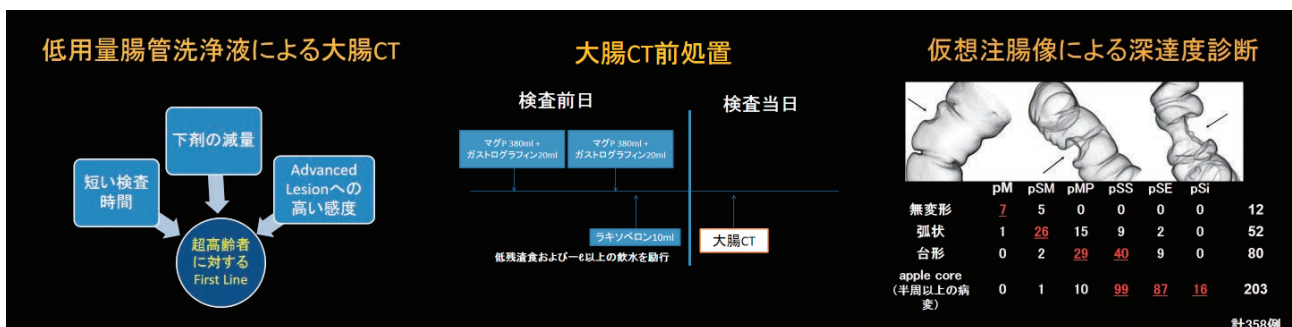 低用量腸管洗浄液による大腸CT
下剤の減量
短い検査
時間
Advanced
Lesionへの
高い感度
超高齢者
に対する
First Line
大腸CT前処置
検査前日
検査当日
マグP 380ml +
ガストログラフィン20ml
マグP 380ml +
ガストログラフィン20ml
ラキソベロン10ml
大腸CT
低残渣食および一ℓ以上の飲水を励行
仮想注腸像による深達度診断
pM pSM pMP pSS pSE pSi
無変形 7 5 0 0 0 0 12
弧状 1 26 15 9 2 0 52
台形 0 2 29 40 9 0 80
apple core
(半周以上の病
変) 0 1 10 99 87 16 203
計358例